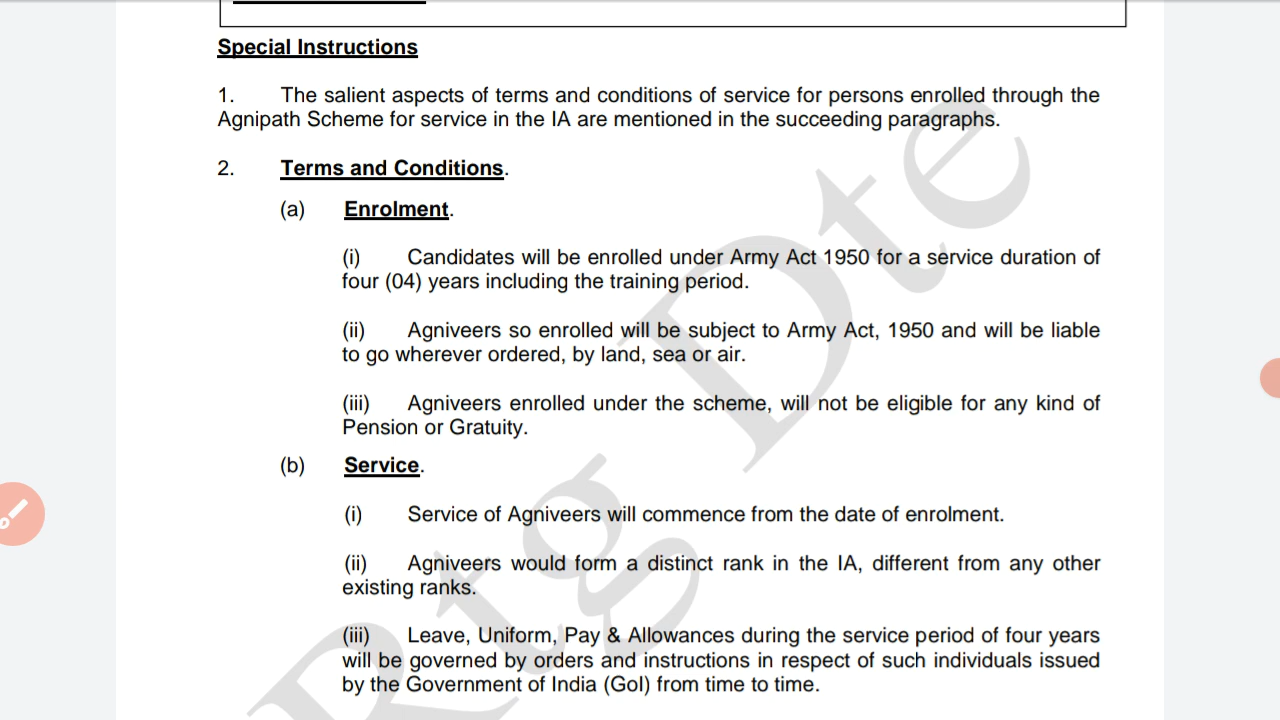 Special Instructions
1. The salient aspects of terms and conditions of service for persons enrolled through the
Agnipath Scheme for service in the IA are mentioned in the succeeding paragraphs.
2. Terms and Conditions.
(a) Enrolment.
(i) Candidates will be enrolled under Army Act 1950 for a service duration of
four (04) years including the training period.
(ii) Agniveers so enrolled will be subject to Army Act, 1950 and will be liable
to go wherever ordered, by land, sea or air.
(iii) Agniveers enrolled under the scheme, will not be eligible for any kind of
Pension or Gratuity.
(b) Service.
(i) Service of Agniveers will commence from the date of enrolment.
(ii) Agniveers would form a distinct rank in the IA, different from any other
existing ranks.
(iii) Leave, Uniform, Pay & Allowances during the service period of four years
will be governed by orders and instructions in respect of such individuals issued
by the Government of India (GoI) from time to time.
Rtg Dte